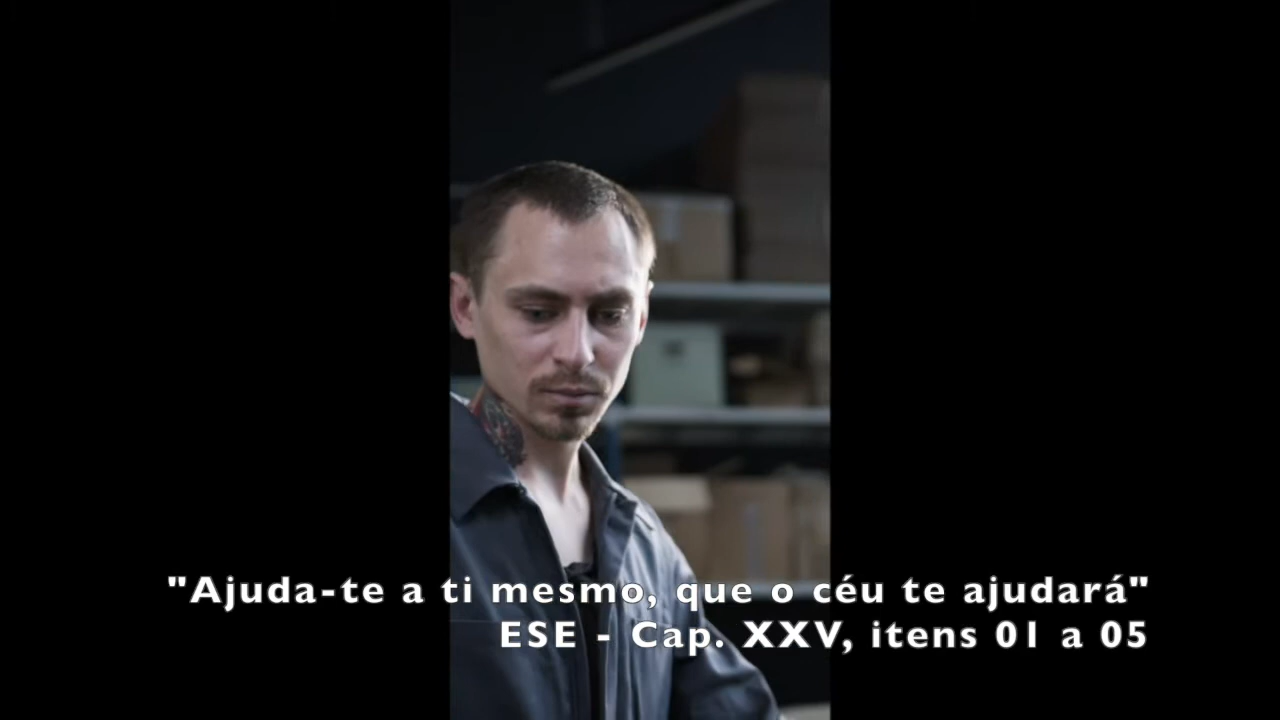 "Ajuda-te a ti mesmo, que o céu te ajudará"
ESE - Cap. XXV, itens 01 a 05